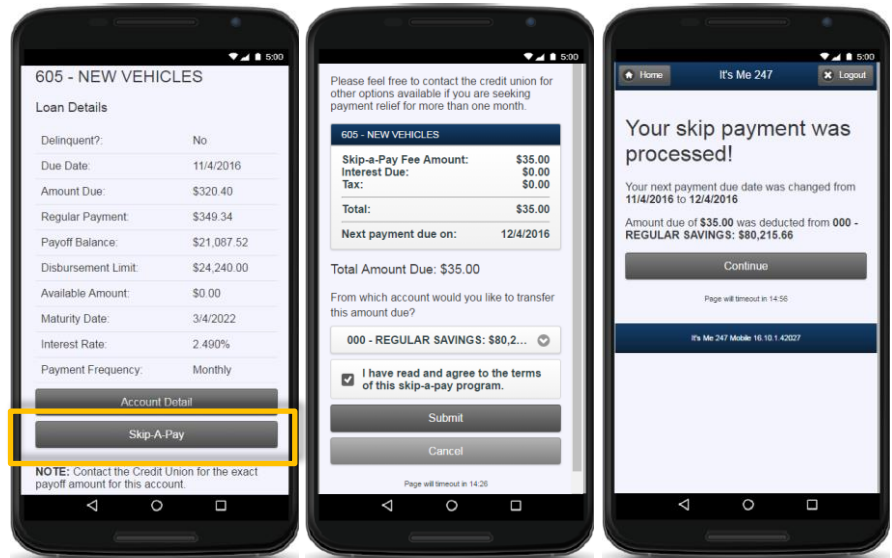 5:00
605 - NEW VEHICLES
Loan Details
Delinquent?: No
Due Date: 11/4/2016
Amount Due: $320.40
Regular Payment: $349.34
Payoff Balance: $21,087.52
Disbursement Limit: $24,240.00
Available Amount: $0.00
Maturity Date: 3/4/2022
Interest Rate: 2.490%
Payment Frequency: Monthly
Account Detail
Skip-A-Pay
NOTE: Contact the Credit Union for the exact
payoff amount for this account.
5:00
Please feel free to contact the credit union for
other options available if you are seeking
payment relief for more than one month.
605 - NEW VEHICLES
Skip-a-Pay Fee Amount: $35.00
Interest Due: $0.00
Tax: $0.00
Total: $35.00
Next payment due on: 12/4/2016
Total Amount Due: $35.00
From which account would you like to transfer
this amount due?
000 - REGULAR SAVINGS: $80,2...
I have read and agree to the terms
of this skip-a-pay program.
Submit
Cancel
Page will timeout in 14:26
5:00
Home It's Me 247 Logout
Your skip payment was
processed!
Your next payment due date was changed from
11/4/2016 to 12/4/2016
Amount due of $35.00 was deducted from 000 -
REGULAR SAVINGS: $80,215.66
Continue
Page will timeout in 14:56
It's Me 247 Mobile 16.10.1.42027